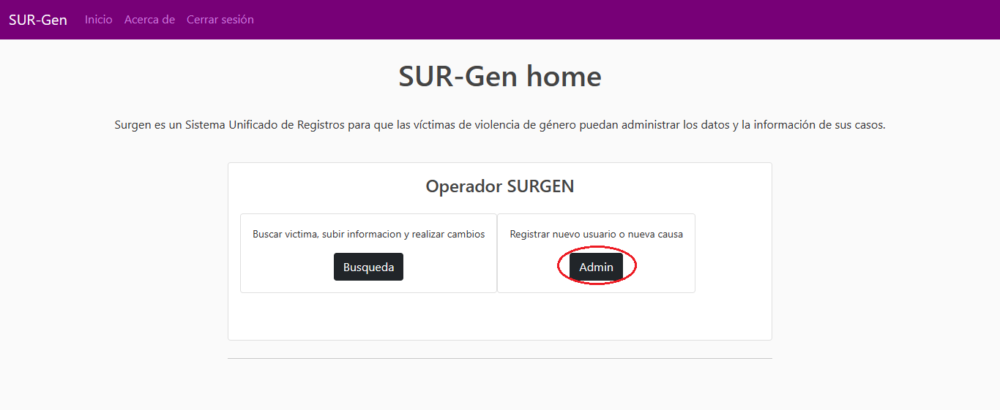 SUR-Gen Inicio Acerca de Cerrar sesión
SUR-Gen home
Surgen es un Sistema Unificado de Registros para que las víctimas de violencia de género puedan administrar los datos y la información de sus casos.
Operador SURGEN
Buscar victima, subir informacion y realizar cambios
Busqueda
Registrar nuevo usuario o nueva causa
Admin